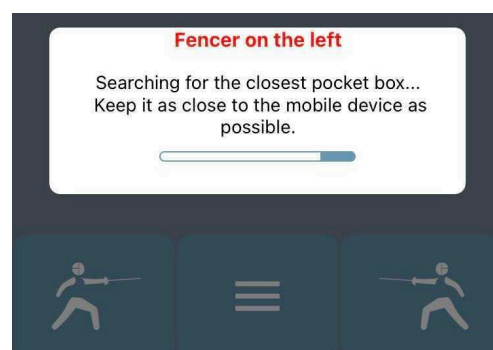 Fencer on the left
Searching for the closest pocket box...
Keep it as close to the mobile device as
possible.